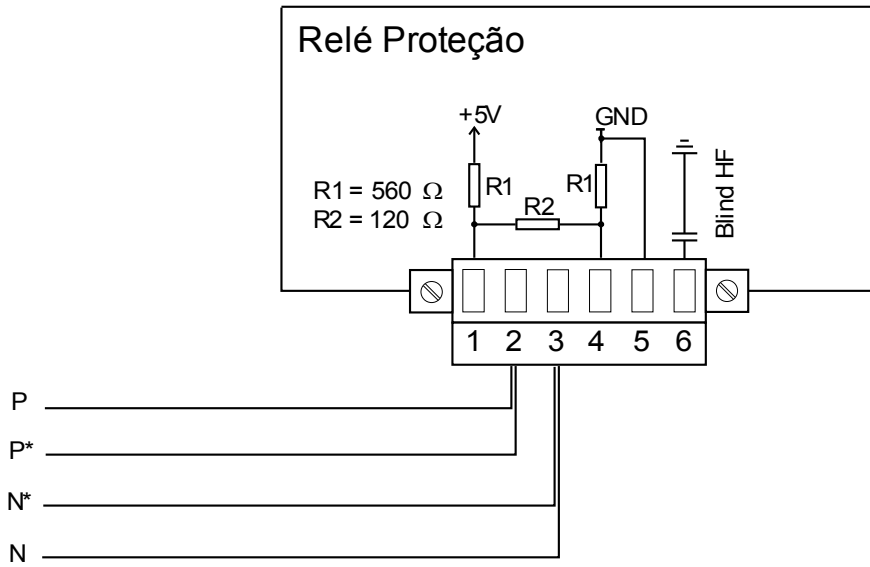 Relé Proteção
+5V
GND
R1 = 560 Ω
R2 = 120 Ω
R1
R2
R1
Blind HF
1 2 3 4 5 6
P
P*
N*
N